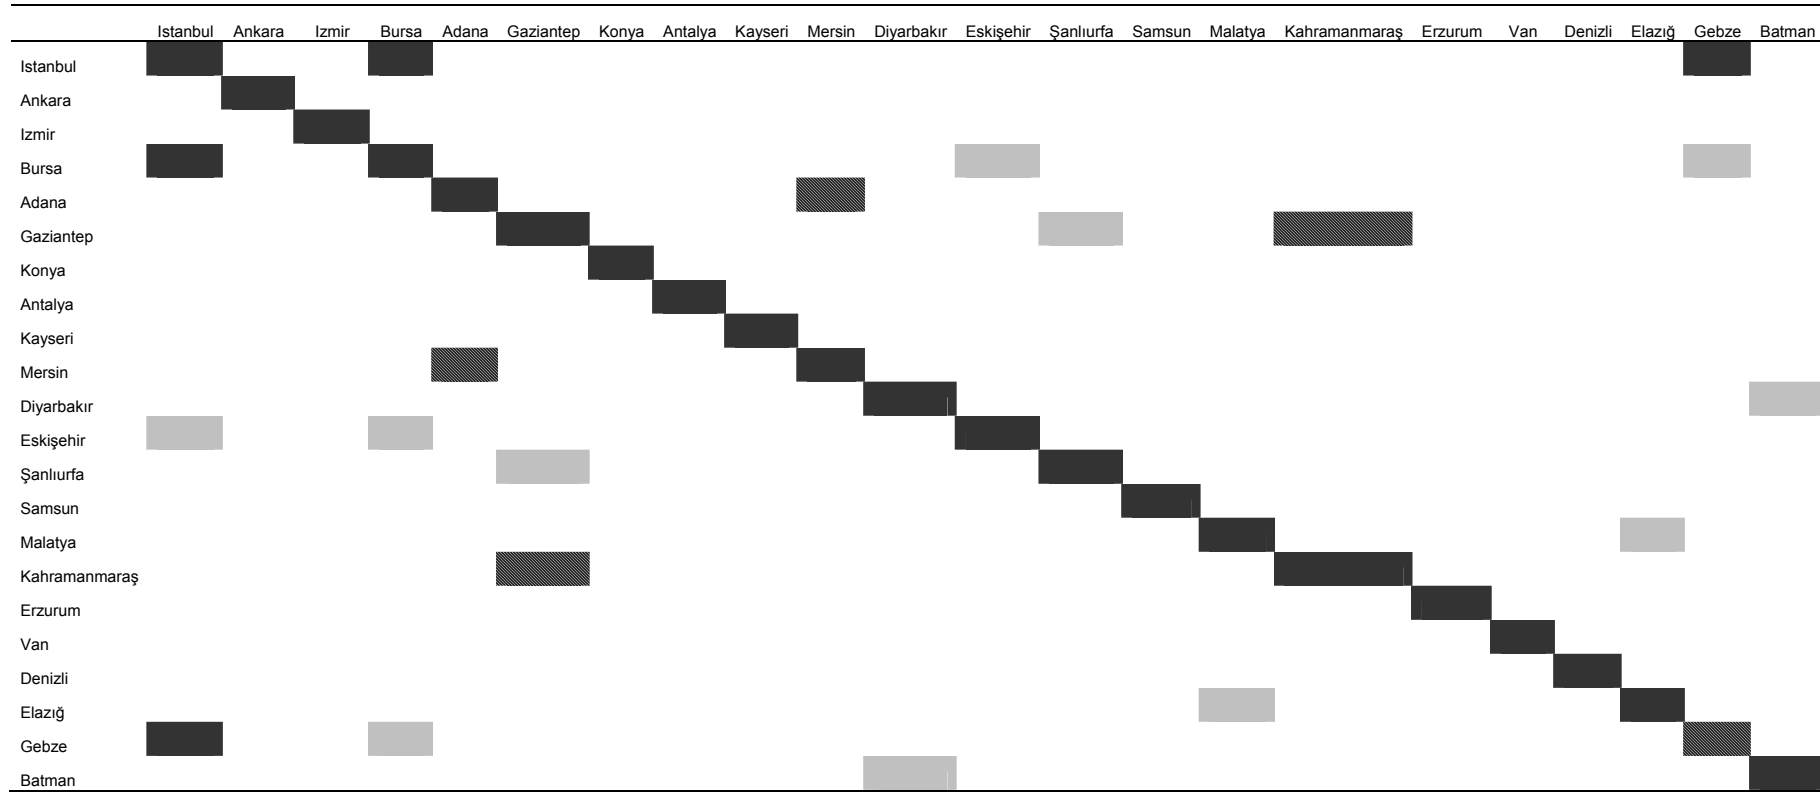 Istanbul Ankara Izmir Bursa Adana Gaziantep Konya Antalya Kayseri Mersin Diyarbakır Eskişehir Şanlıurfa Samsun Malatya Kahramanmaraş Erzurum Van Denizli Elazığ Gebze Batman
Istanbul
Ankara
Izmir
Bursa
Adana
Gaziantep
Konya
Antalya
Kayseri
Mersin
Diyarbakır
Eskişehir
Şanlıurfa
Samsun
Malatya
Kahramanmaraş
Erzurum
Van
Denizli
Elazığ
Gebze
Batman